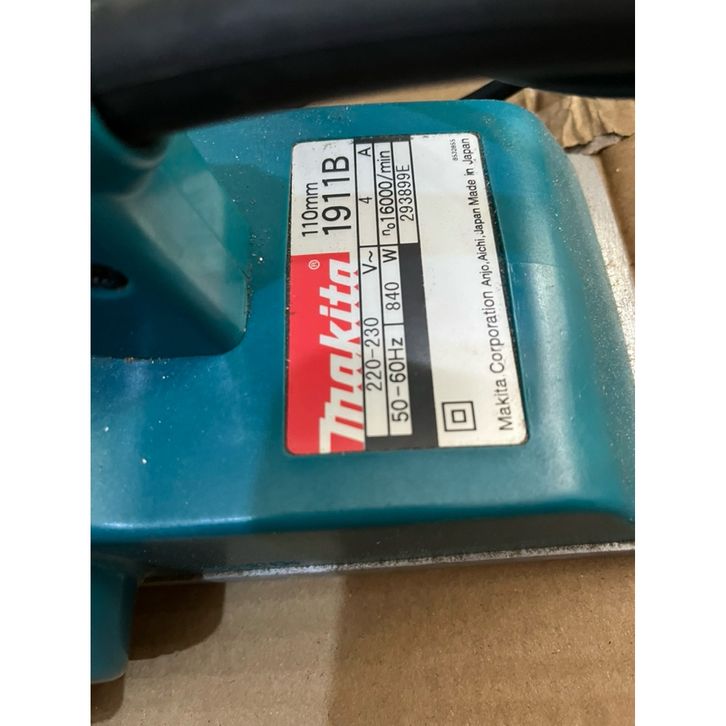 makita®
110mm
1911B
220-230 V~ 4 A
50-60Hz 840 W n₀16000/min
293899E
Makita Corporation Anjo, Aichi, Japan Made in Japan